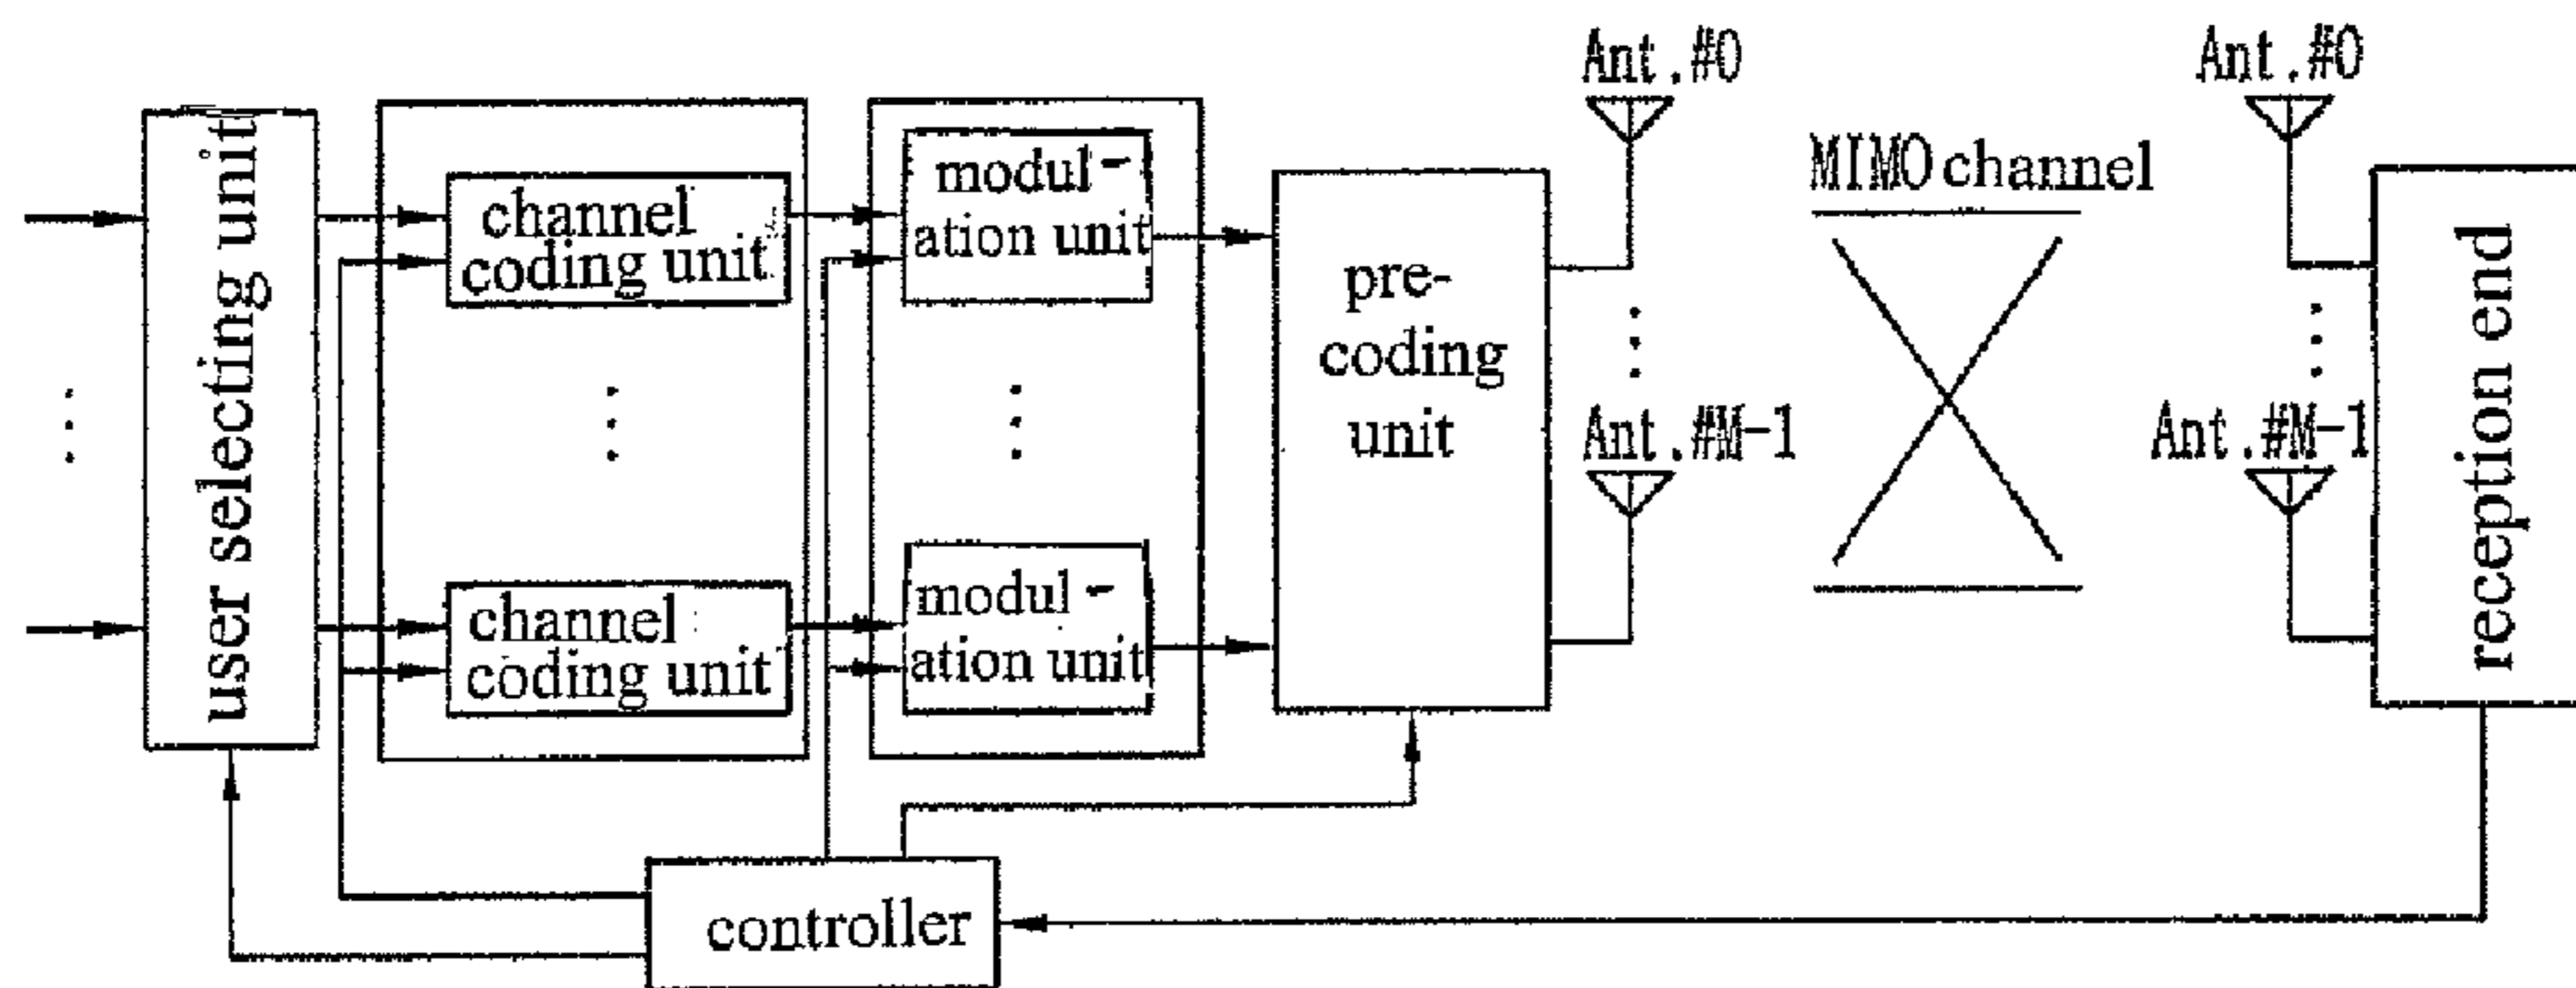 user selecting unit
channel
coding unit
channel
coding unit
modul-
ation unit
modul-
ation unit
pre-
coding
unit
Ant.#0
Ant.#M-1
MIMO channel
Ant.#0
Ant.#M-1
reception end
controller